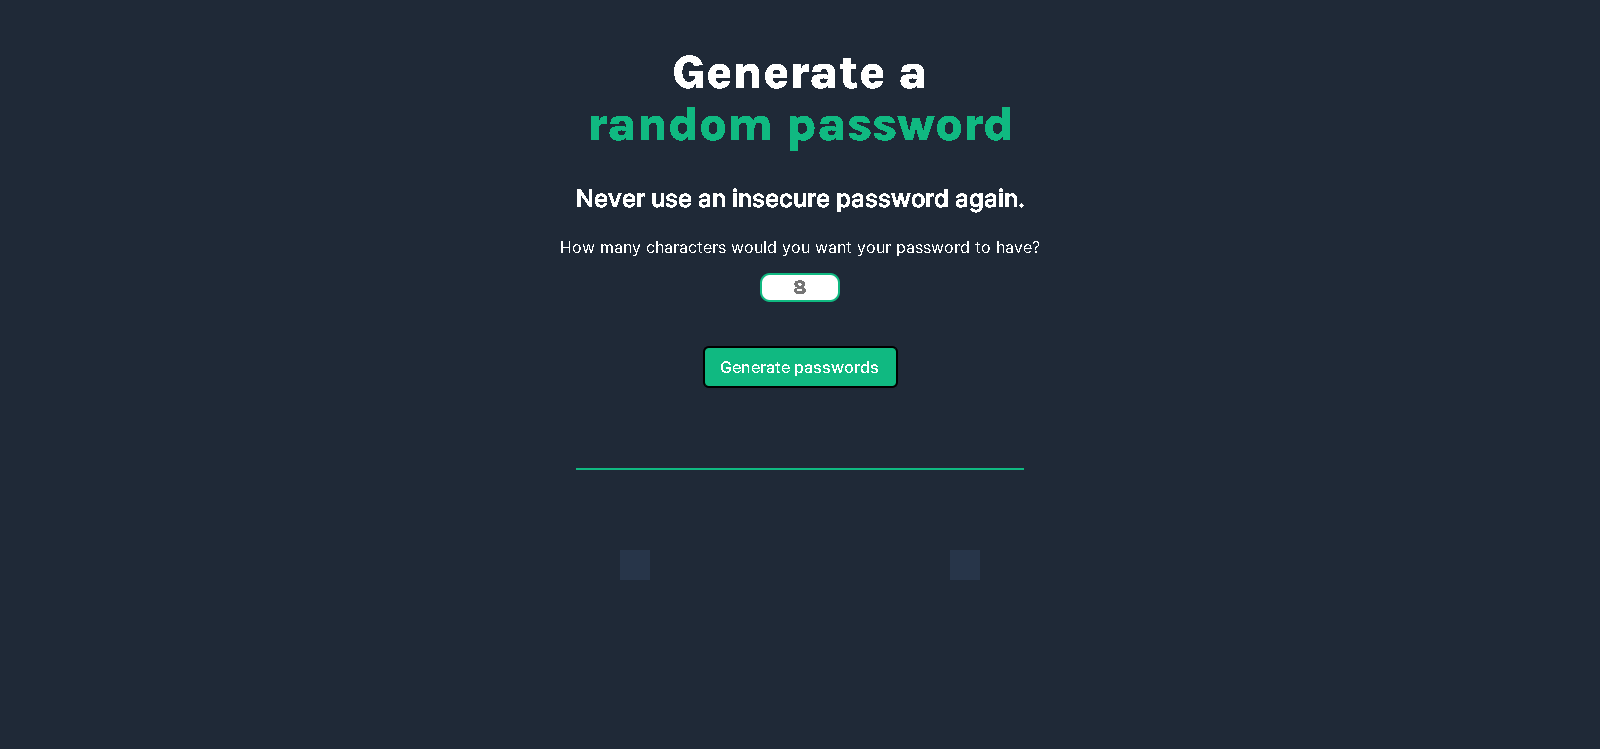 Generate a
random password
Never use an insecure password again.
How many characters would you want your password to have?
8
Generate passwords